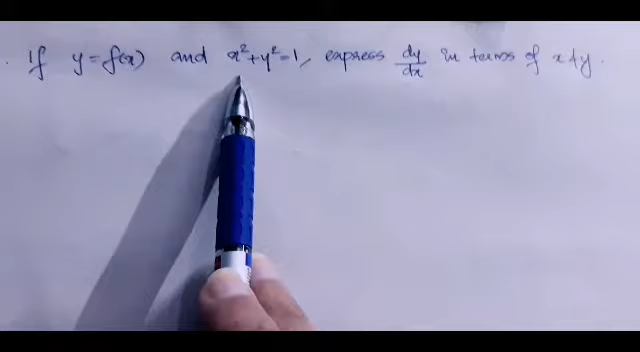 . If y = f(x) and x² + y² = 1, express dy/dx in terms of x & y.